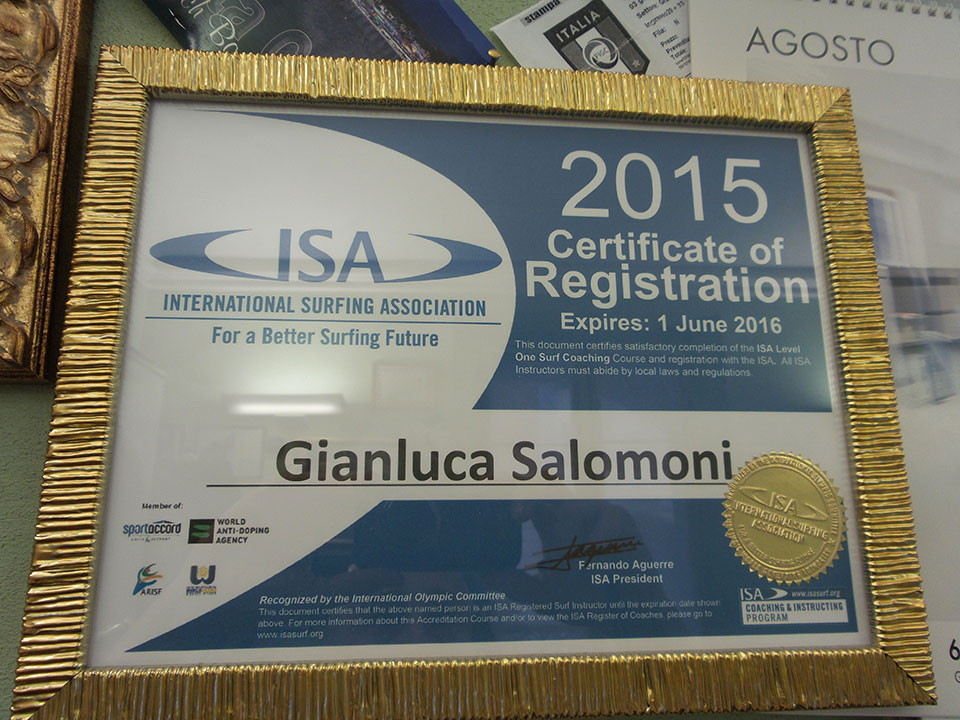 stampa
ITALIA
AGOSTO
2015
Certificate of
Registration
Expires: 1 June 2016
This document certifies satisfactory completion of the ISA Level
One Surf Coaching Course and registration with the ISA. All ISA
Instructors must abide by local laws and regulations.
ISA
INTERNATIONAL SURFING ASSOCIATION
For a Better Surfing Future
Gianluca Salomoni
Member of:
sportaccord
WORLD
ANTI-DOPING
AGENCY
ARISF
Fernando Aguerre
ISA President
ISA
INTERNATIONAL SURFING
ASSOCIATION
ISA
www.isasurf.org
COACHING & INSTRUCTING
PROGRAM
Recognized by the International Olympic Committee
This document certifies that the above named person is an ISA Registered Surf Instructor until the expiration date shown
above. For more information about this Accreditation Course and/or to view the ISA Register of Coaches, please go to
www.isasurf.org
6